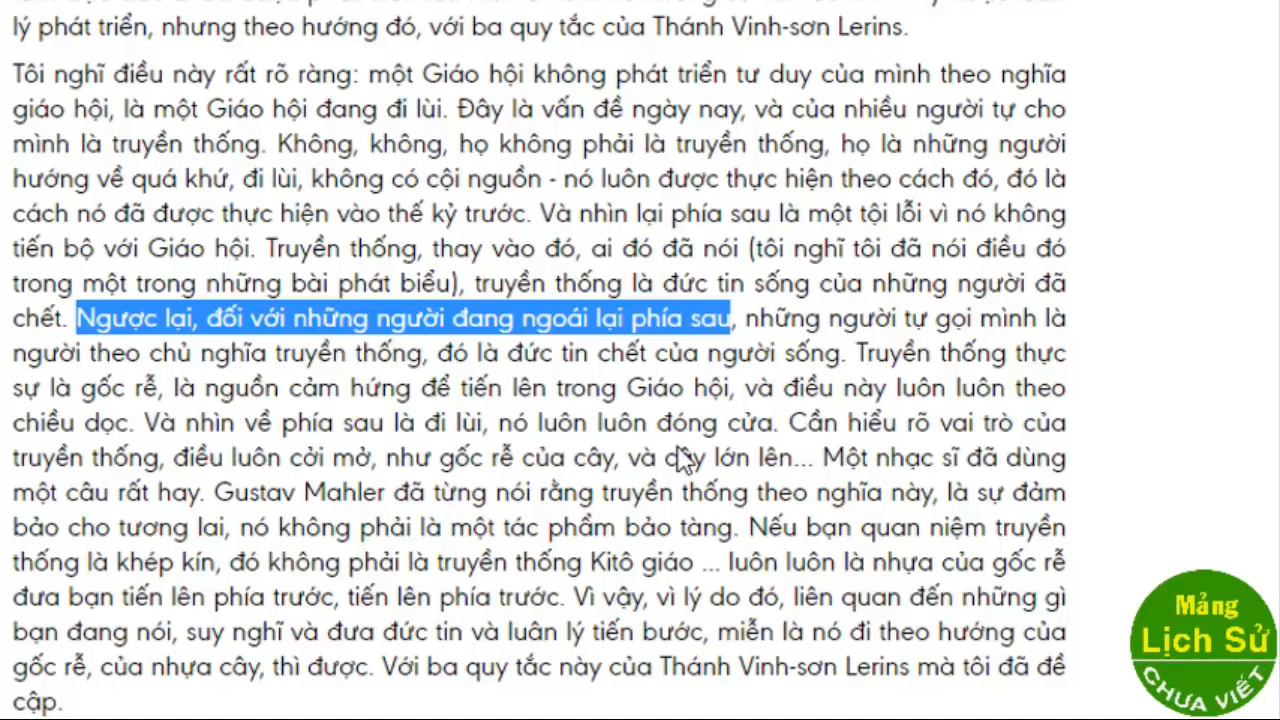 lý phát triển, nhưng theo hướng đó, với ba quy tắc của Thánh Vinh-sơn Lerins.
Tôi nghĩ điều này rất rõ ràng: một Giáo hội không phát triển tư duy của mình theo nghĩa
giáo hội, là một Giáo hội đang đi lùi. Đây là vấn đề ngày nay, và của nhiều người tự cho
mình là truyền thống. Không, không, họ không phải là truyền thống, họ là những người
hướng về quá khứ, đi lùi, không có cội nguồn - nó luôn được thực hiện theo cách đó, đó là
cách nó đã được thực hiện vào thế kỷ trước. Và nhìn lại phía sau là một tội lỗi vì nó không
tiến bộ với Giáo hội. Truyền thống, thay vào đó, ai đó đã nói (tôi nghĩ tôi đã nói điều đó
trong một trong những bài phát biểu), truyền thống là đức tin sống của những người đã
chết. Ngược lại, đối với những người đang ngoái lại phía sau, những người tự gọi mình là
người theo chủ nghĩa truyền thống, đó là đức tin chết của người sống. Truyền thống thực
sự là gốc rễ, là nguồn cảm hứng để tiến lên trong Giáo hội, và điều này luôn luôn theo
chiều dọc. Và nhìn về phía sau là đi lùi, nó luôn luôn đóng cửa. Cần hiểu rõ vai trò của
truyền thống, điều luôn cởi mở, như gốc rễ của cây, và cây lớn lên... Một nhạc sĩ đã dùng
một câu rất hay. Gustav Mahler đã từng nói rằng truyền thống theo nghĩa này, là sự đảm
bảo cho tương lai, nó không phải là một tác phẩm bảo tàng. Nếu bạn quan niệm truyền
thống là khép kín, đó không phải là truyền thống Kitô giáo ... luôn luôn là nhựa của gốc rễ
đưa bạn tiến lên phía trước, tiến lên phía trước. Vì vậy, vì lý do đó, liên quan đến những gì
bạn đang nói, suy nghĩ và đưa đức tin và luân lý tiến bước, miễn là nó đi theo hướng của
gốc rễ, của nhựa cây, thì được. Với ba quy tắc này của Thánh Vinh-sơn Lerins mà tôi đã đề
cập.
Mảng
Lịch Sử
CHƯA VIẾT